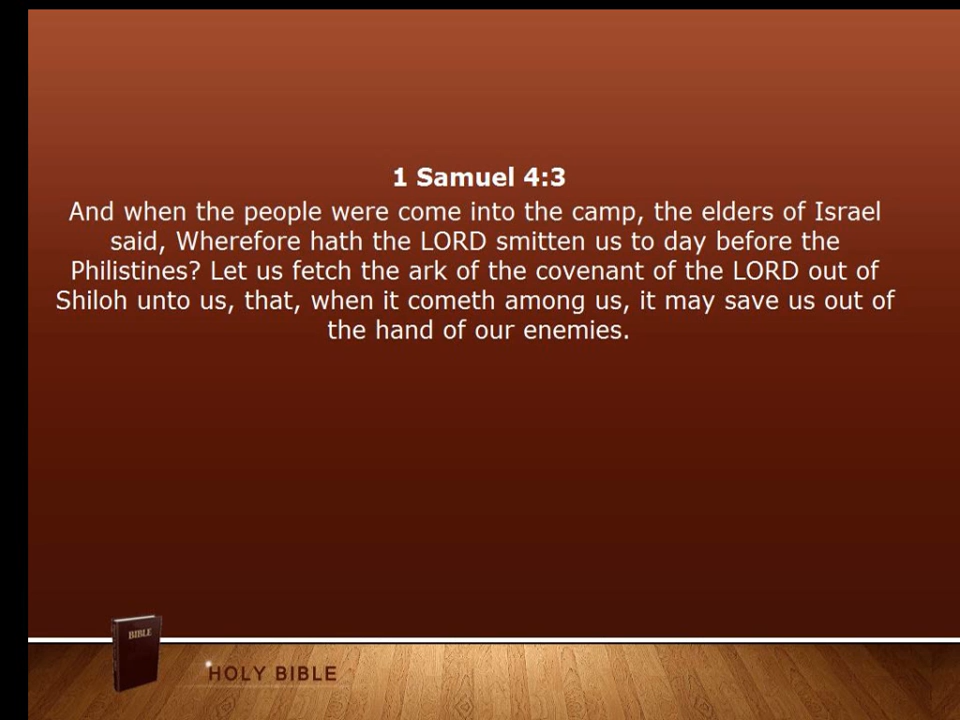 1 Samuel 4:3
And when the people were come into the camp, the elders of Israel
said, Wherefore hath the LORD smitten us to day before the
Philistines? Let us fetch the ark of the covenant of the LORD out of
Shiloh unto us, that, when it cometh among us, it may save us out of
the hand of our enemies.
BIBLE
HOLY BIBLE